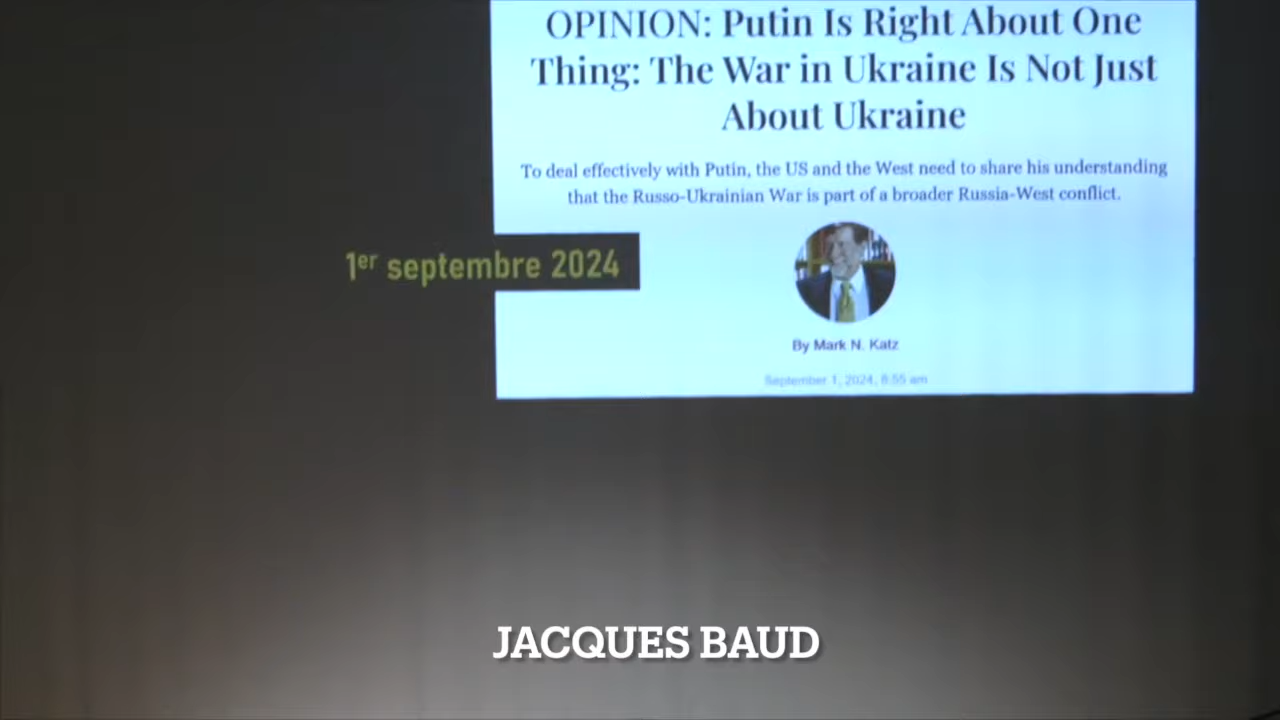 OPINION: Putin Is Right About One
Thing: The War in Ukraine Is Not Just
About Ukraine
To deal effectively with Putin, the US and the West need to share his understanding
that the Russo-Ukrainian War is part of a broader Russia-West conflict.
1er septembre 2024
By Mark N. Katz
September 1, 2024, 8:55 am
JACQUES BAUD